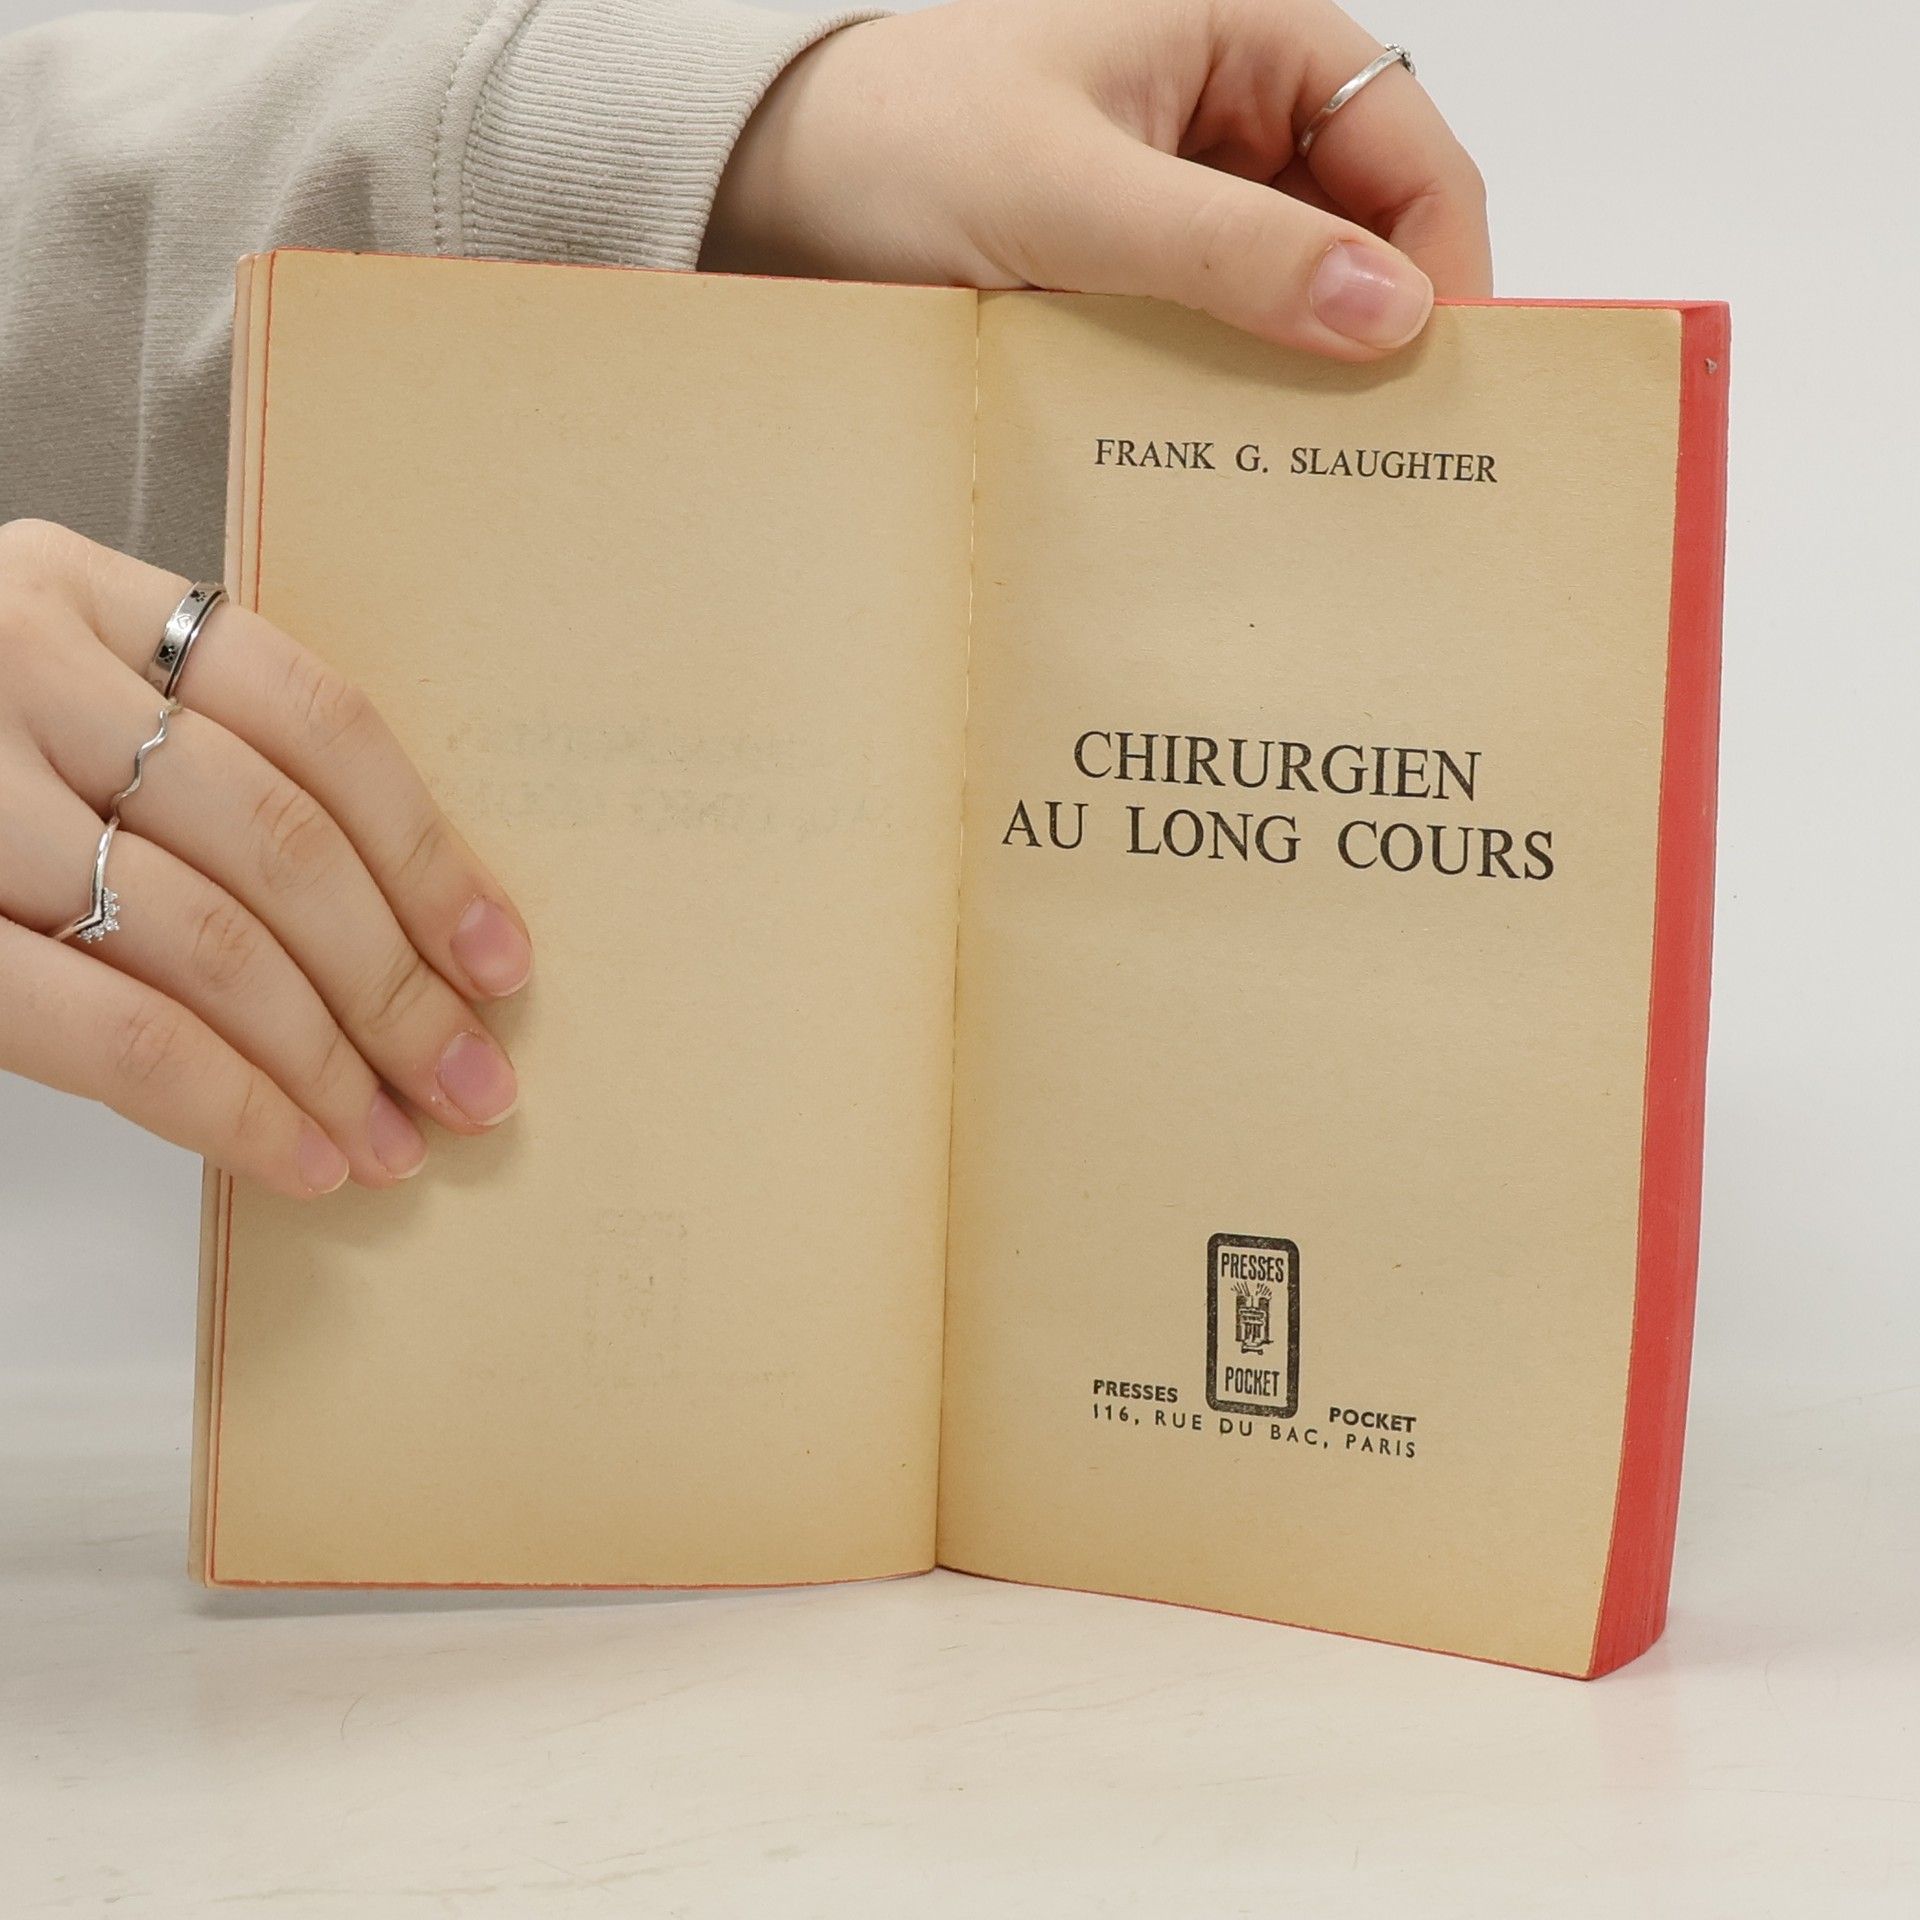 FRANK G. SLAUGHTER
CHIRURGIEN
AU LONG COURS
PRESSES
POCKET
PRESSES POCKET
116, RUE DU BAC, PARIS